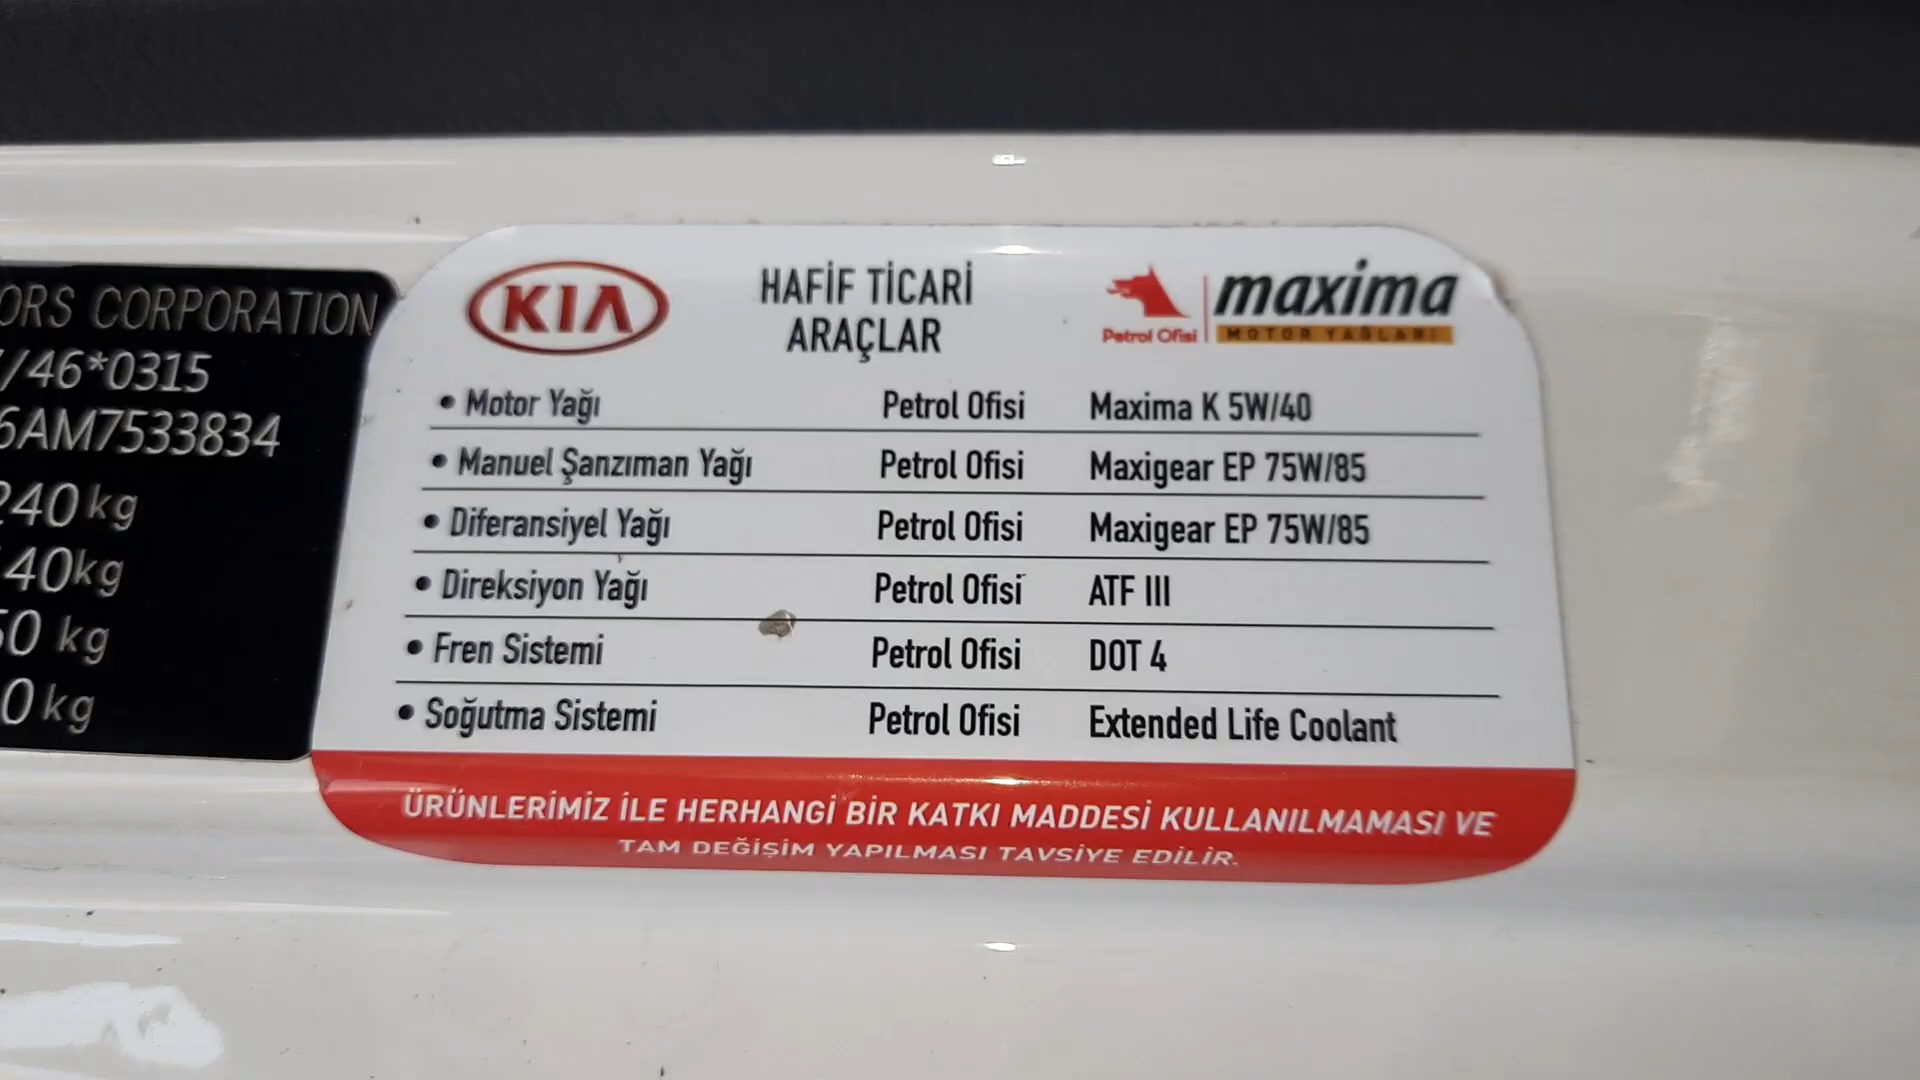 ORS CORPORATION
/46*0315
6AM7533834
240 kg
40kg
50 kg
0 kg
KIA
HAFİF TİCARİ
ARAÇLAR
Petrol Ofisi
maxima
MOTOR YAĞLARI
• Motor Yağı Petrol Ofisi Maxima K 5W/40
• Manuel Şanzıman Yağı Petrol Ofisi Maxigear EP 75W/85
• Diferansiyel Yağı Petrol Ofisi Maxigear EP 75W/85
• Direksiyon Yağı Petrol Ofisi ATF III
• Fren Sistemi Petrol Ofisi DOT 4
• Soğutma Sistemi Petrol Ofisi Extended Life Coolant
ÜRÜNLERİMİZ İLE HERHANGİ BİR KATKI MADDESİ KULLANILMAMASI VE
TAM DEĞİŞİM YAPILMASI TAVSİYE EDİLİR.